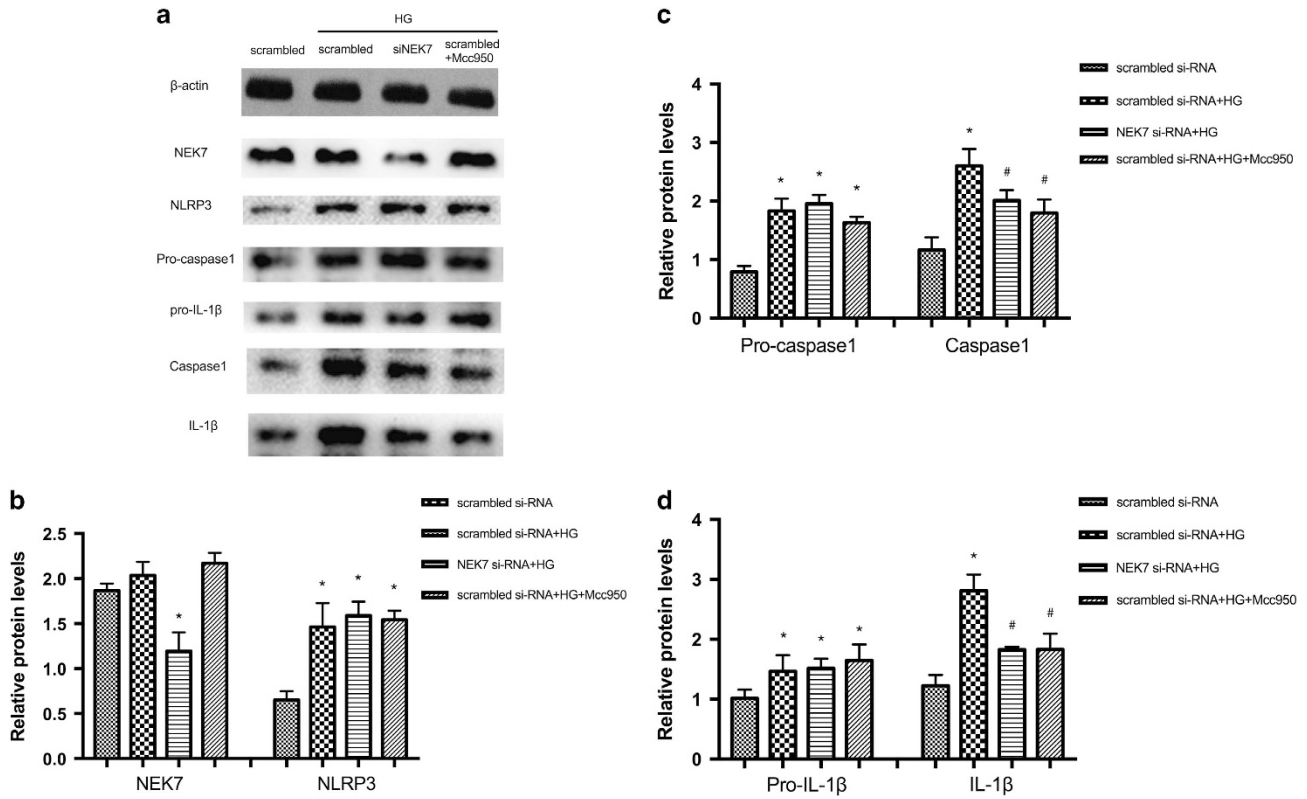 a
HG
scrambled
scrambled
siNEK7
scrambled
+Mcc950
β-actin
NEK7
NLRP3
Pro-caspase1
pro-IL-1β
Caspase1
IL-1β
b
Relative protein levels
2.5
2.0
1.5
1.0
0.5
0.0
*
*
*
*
NEK7
NLRP3
scrambled si-RNA
scrambled si-RNA+HG
NEK7 si-RNA+HG
scrambled si-RNA+HG+Mcc950
c
Relative protein levels
4
3
2
1
0
*
*
*
*
#
#
Pro-caspase1
Caspase1
scrambled si-RNA
scrambled si-RNA+HG
NEK7 si-RNA+HG
scrambled si-RNA+HG+Mcc950
d
Relative protein levels
4
3
2
1
0
*
*
*
*
#
#
Pro-IL-1β
IL-1β
scrambled si-RNA
scrambled si-RNA+HG
NEK7 si-RNA+HG
scrambled si-RNA+HG+Mcc950